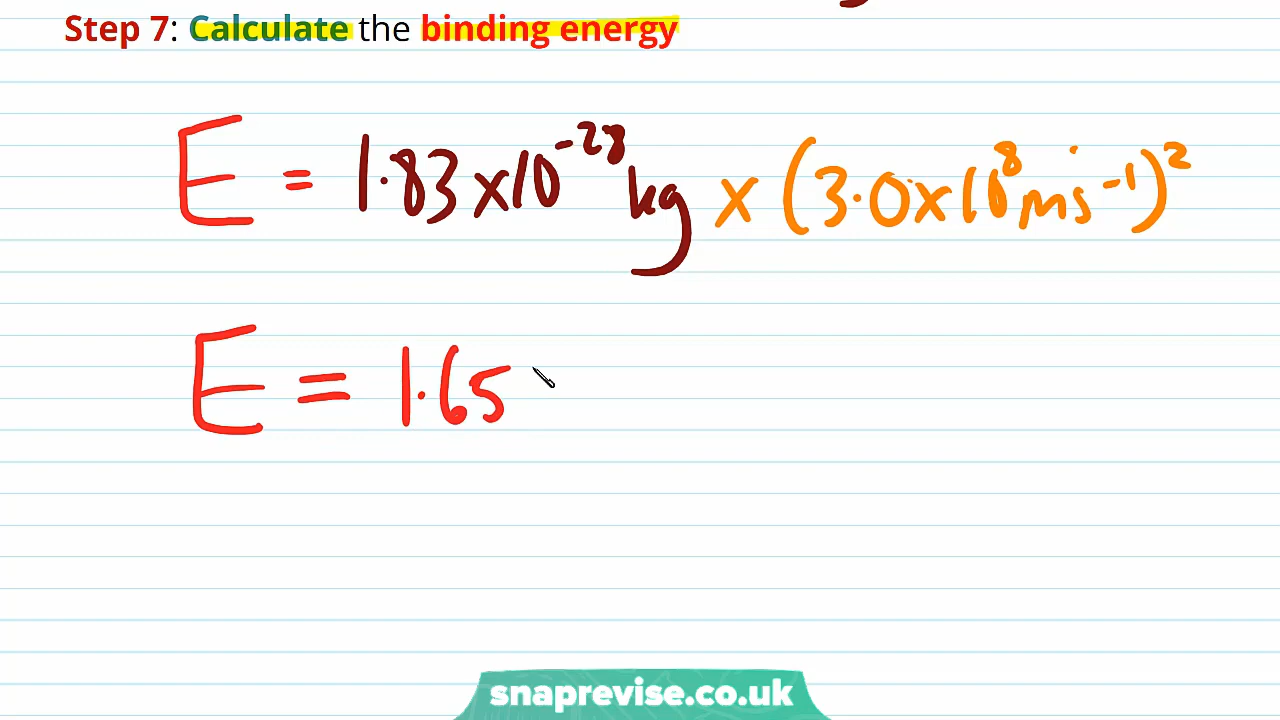 Step 7: Calculate the binding energy
E = 1.83 x 10⁻²⁸ kg x (3.0 x 10⁸ ms⁻¹)²
E = 1.65
snaprevise.co.uk